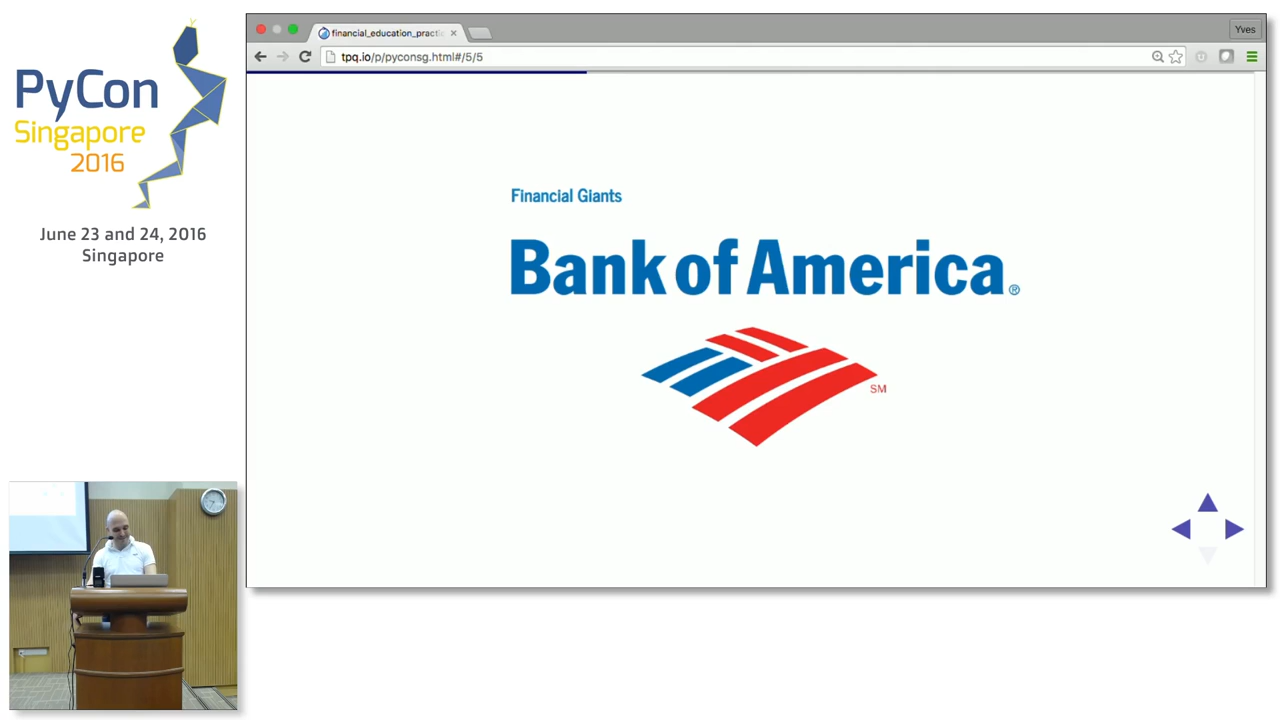 PyCon
Singapore
2016
June 23 and 24, 2016
Singapore
financial_education_practic
Yves
tpq.io/p/pyconsg.html#/5/5
Financial Giants
Bank of America®
SM